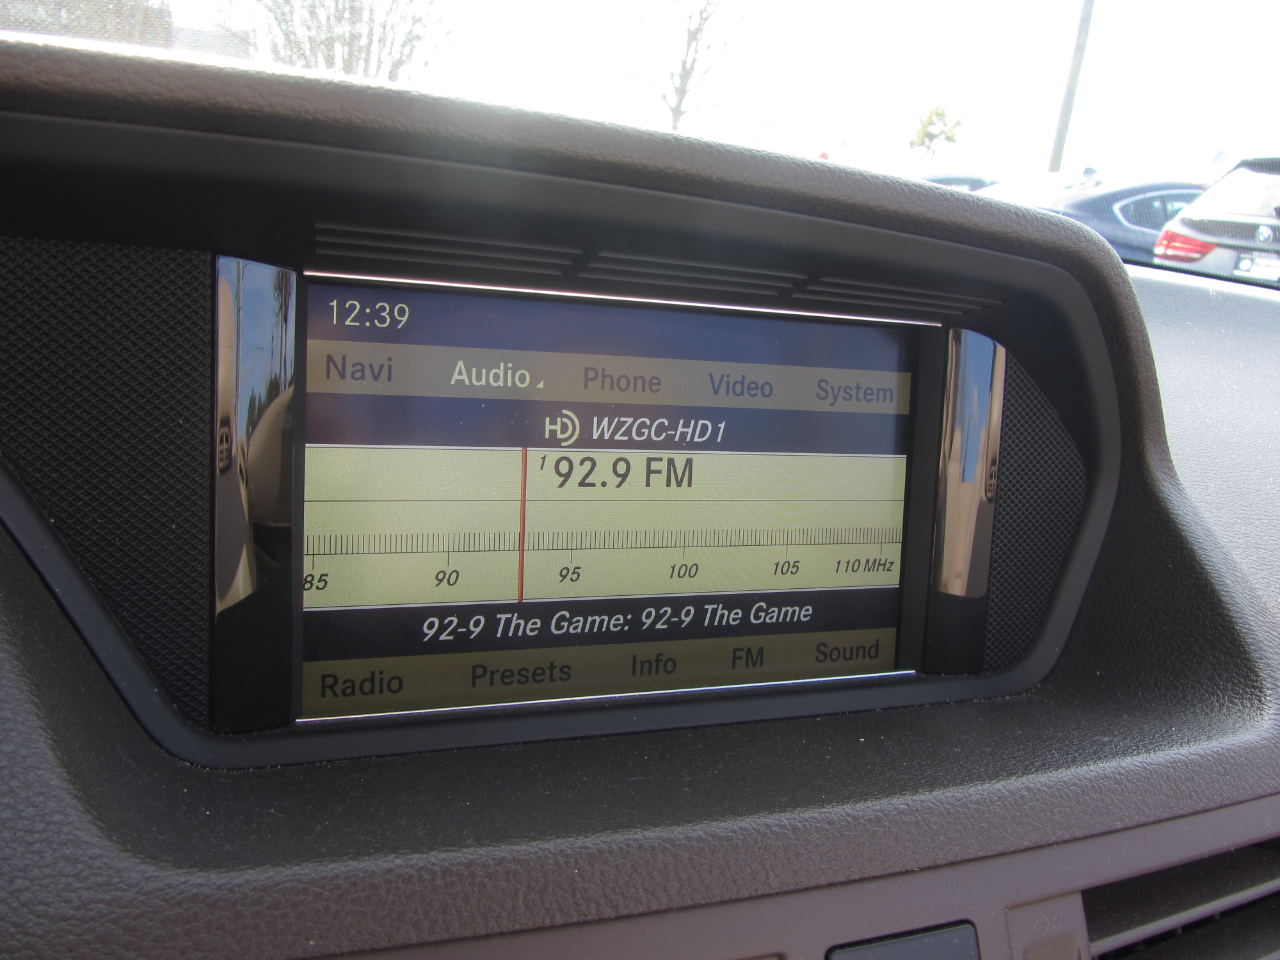 12:39
Navi Audio Phone Video System
HD WZGC-HD1
1 92.9 FM
85 90 95 100 105 110 MHz
92-9 The Game: 92-9 The Game
Radio Presets Info FM Sound